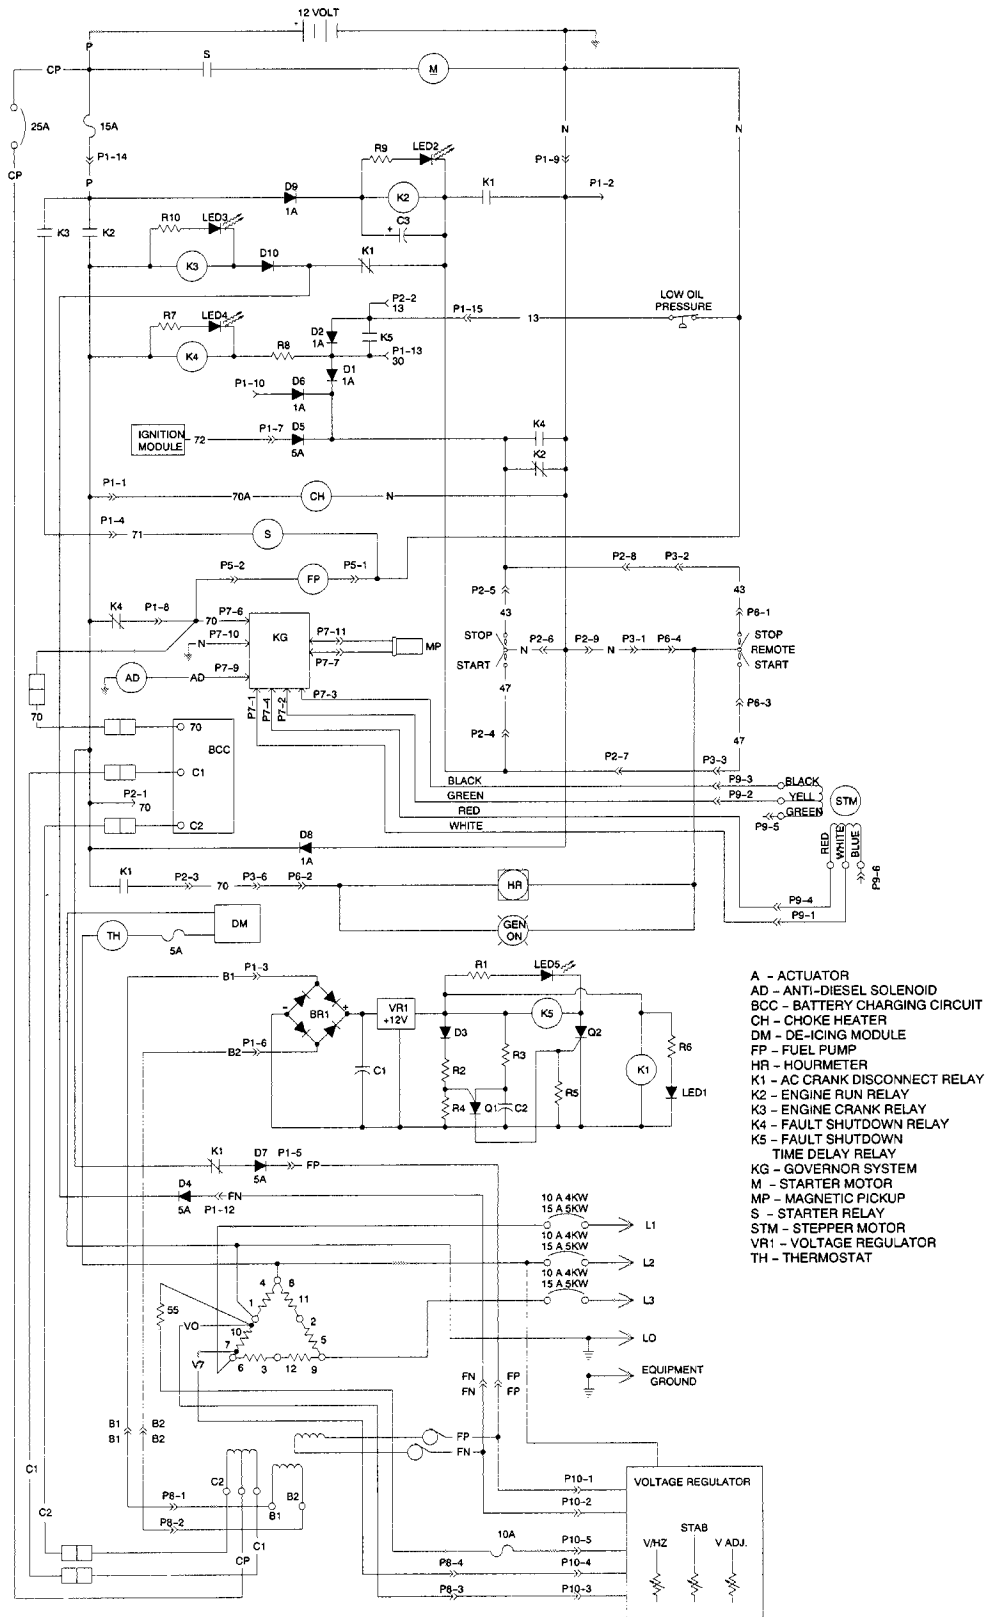 12 VOLT
P
CP
S
M
25A
15A
N
N
P1-14
R9
LED2
P1-9
CP
P
D9
1A
K2
K1
P1-2
C3
K3
K2
R10
LED3
K1
K3
D10
LOW OIL
PRESSURE
P2-2
13
P1-15
13
R7
LED4
D2
1A
K5
K4
R8
P1-13
30
D1
1A
P1-10
D6
1A
IGNITION
MODULE
72
P1-7
D5
5A
K4
K2
P1-1
70A
CH
N
P1-4
71
S
P5-2
FP
P5-1
P2-8
P3-2
P2-5
43
43
K4
P1-8
70
P7-6
P6-1
P7-10
N
KG
P7-11
P7-7
MP
STOP
START
N
P2-6
P2-9
N
P3-1
P6-4
STOP
REMOTE
START
AD
AD
P7-9
P7-1
P7-4
P7-2
P7-3
47
P6-3
70
70
BCC
P2-4
47
C1
P2-7
P3-3
P2-1
70
BLACK
P9-3
BLACK
GREEN
P9-2
YELL
STM
RED
GREEN
C2
WHITE
P9-5
D8
1A
RED
WHITE
BLUE
P9-6
K1
P2-3
70
P3-6
P6-2
HR
P9-4
P9-1
TH
5A
DM
GEN
ON
B1
P1-3
R1
LED5
A - ACTUATOR
AD - ANTI-DIESEL SOLENOID
BCC - BATTERY CHARGING CIRCUIT
CH - CHOKE HEATER
DM - DE-ICING MODULE
FP - FUEL PUMP
HR - HOURMETER
K1 - AC CRANK DISCONNECT RELAY
K2 - ENGINE RUN RELAY
K3 - ENGINE CRANK RELAY
K4 - FAULT SHUTDOWN RELAY
K5 - FAULT SHUTDOWN
TIME DELAY RELAY
KG - GOVERNOR SYSTEM
M - STARTER MOTOR
MP - MAGNETIC PICKUP
S - STARTER RELAY
STM - STEPPER MOTOR
VR1 - VOLTAGE REGULATOR
TH - THERMOSTAT
BR1
VR1
+12V
K5
D3
Q2
R6
B2
P1-6
R3
R2
C1
K1
R5
LED1
R4
Q1
C2
K1
D7
5A
P1-5
FP
D4
5A
FN
P1-12
10 A 4KW
15 A 5KW
L1
10 A 4KW
15 A 5KW
L2
10 A 4KW
15 A 5KW
L3
4
8
1
11
55
VO
10
2
7
5
V7
6
3
12
9
LO
EQUIPMENT
GROUND
FN
FP
FN
FP
B1
B2
B1
B2
FP
FN
C1
C2
C2
B2
B1
P8-1
P8-2
C1
CP
P10-1
P10-2
VOLTAGE REGULATOR
10A
P10-5
P8-4
P10-4
P8-3
P10-3
STAB
V/HZ
V ADJ.